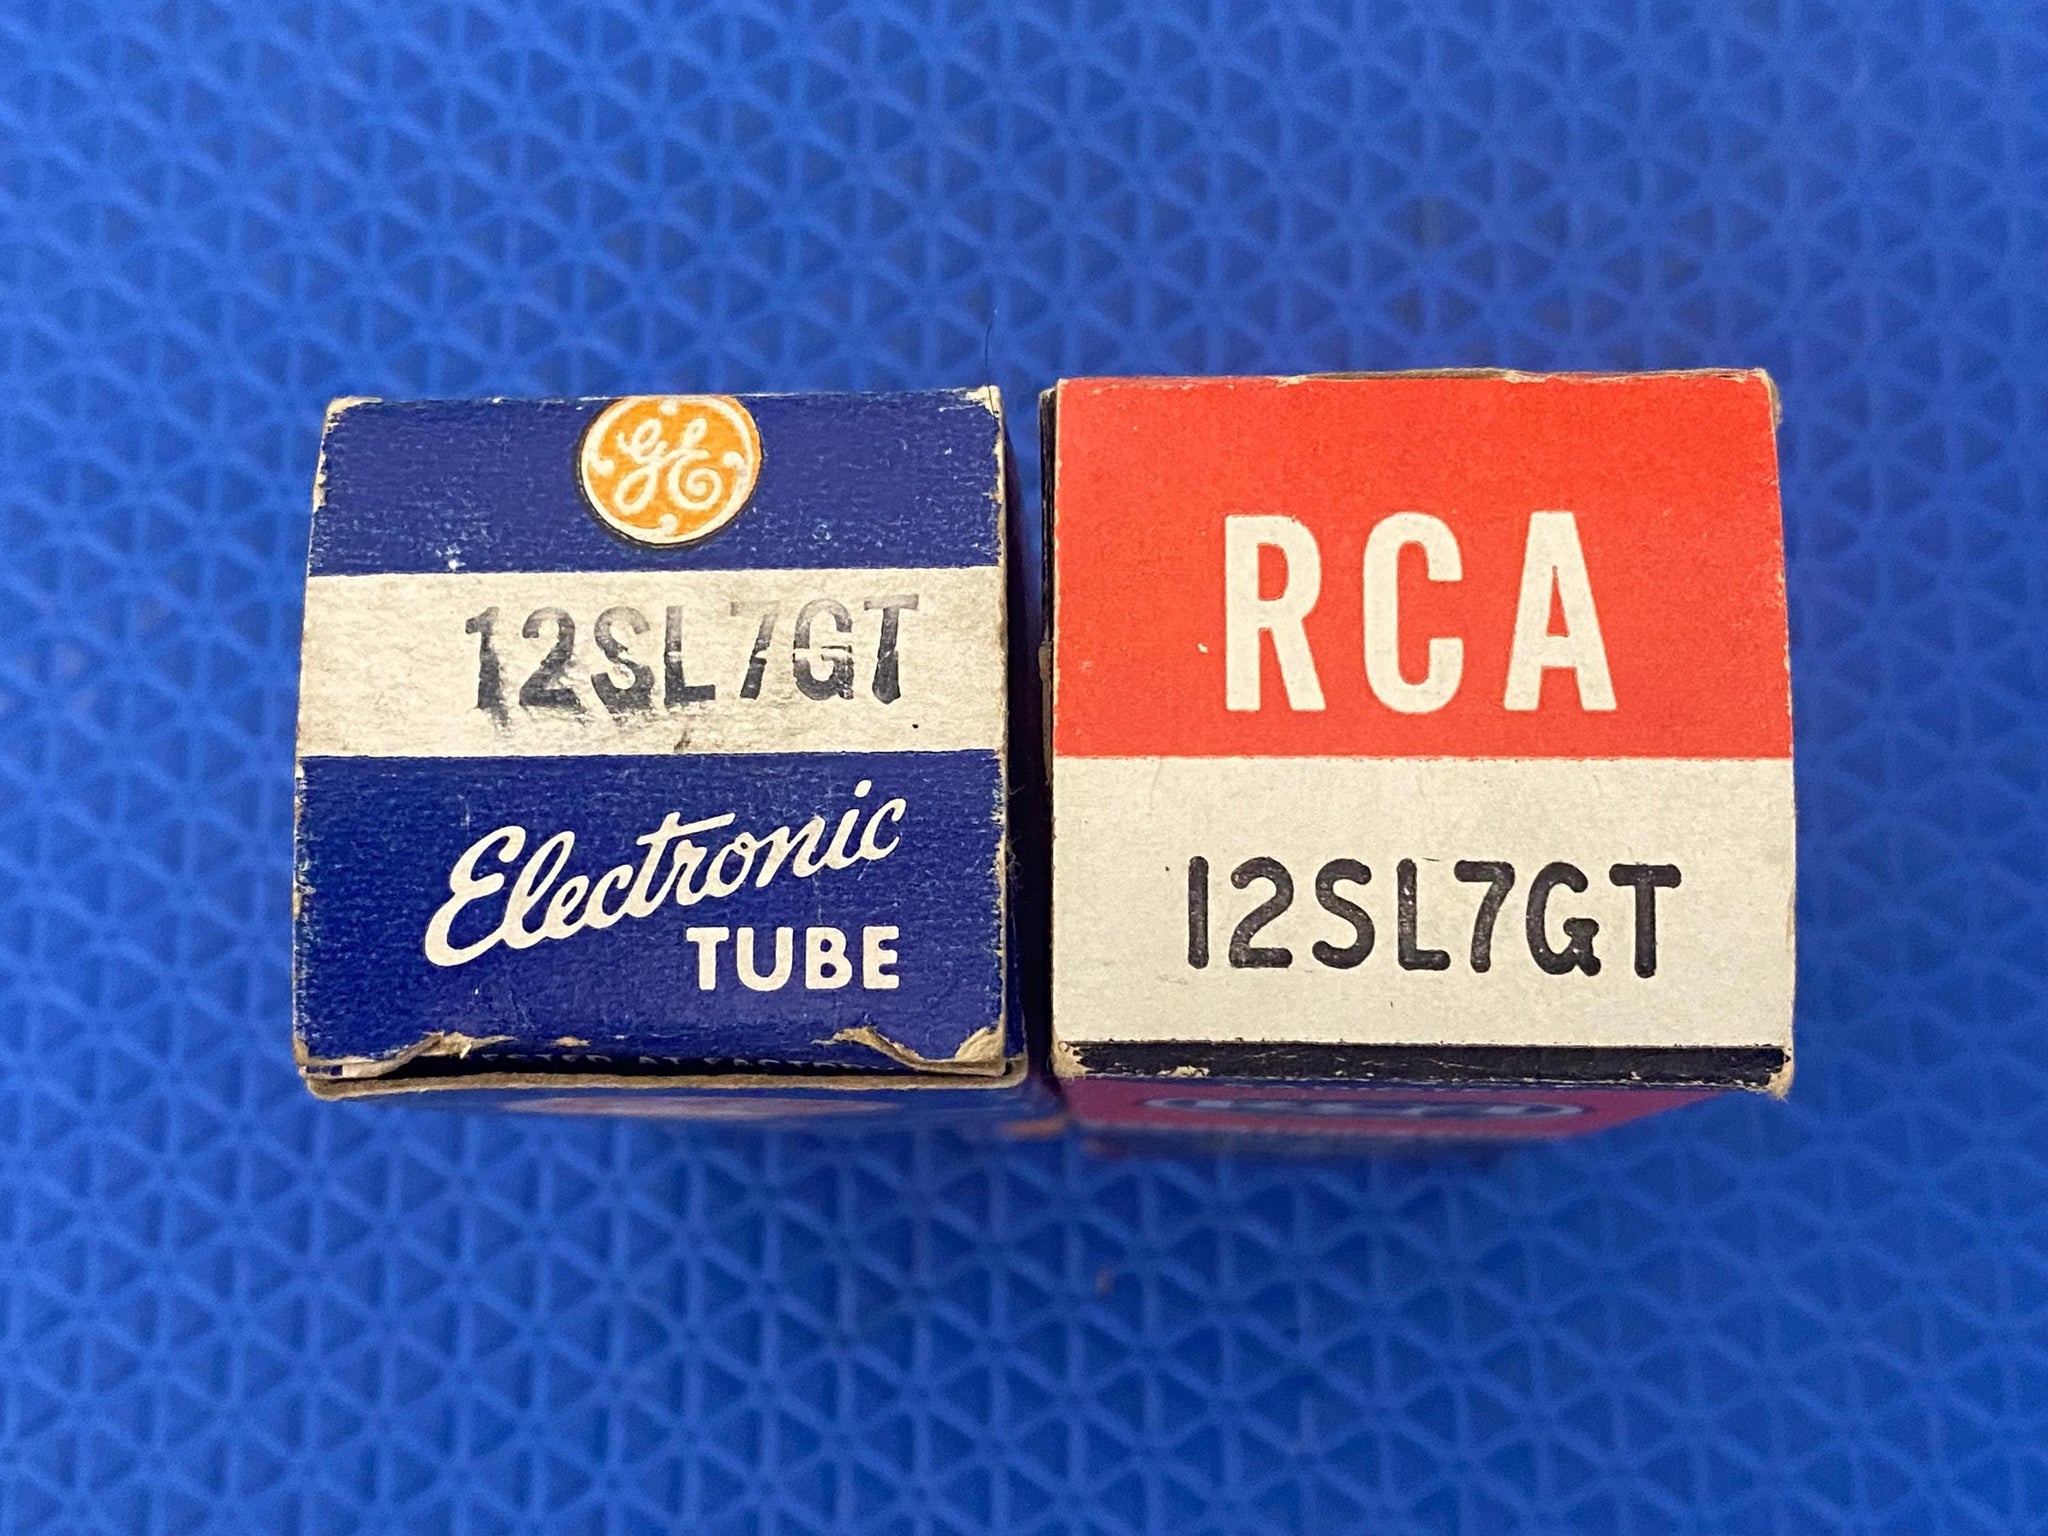 GE
12SL7GT
Electronic
TUBE
RCA
12SL7GT